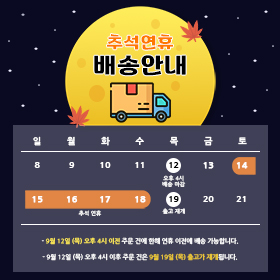 추석연휴
배송안내
일 월 화 수 목 금 토
8 9 10 11 12 13 14
오후 4시
배송 마감
15 16 17 18 19 20 21
추석 연휴 출고 재개
- 9월 12일 (목) 오후 4시 이전 주문 건에 한해 연휴 이전에 배송 가능합니다.
- 9월 12일 (목) 오후 4시 이후 주문 건은 9월 19일 (목) 출고가 재개됩니다.